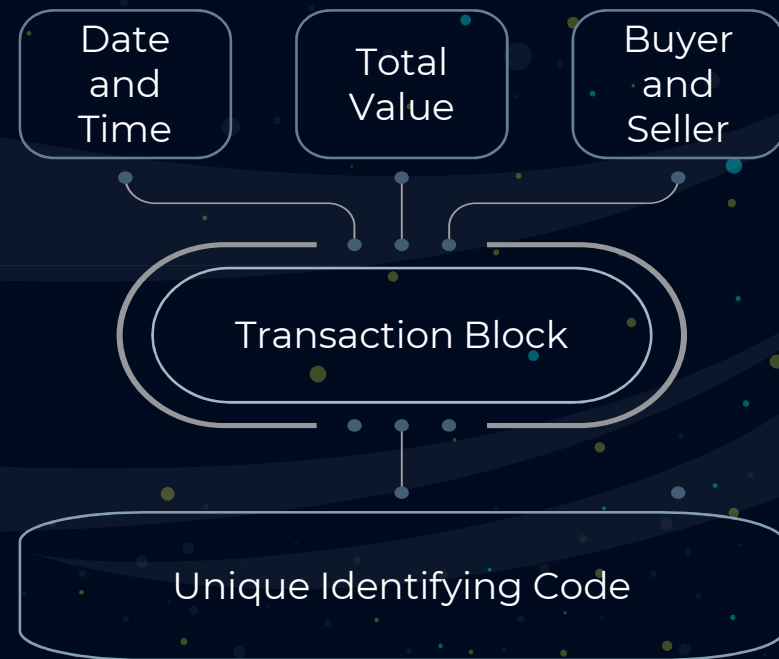 Date
and
Time
Total
Value
Buyer
and
Seller
Transaction Block
Unique Identifying Code